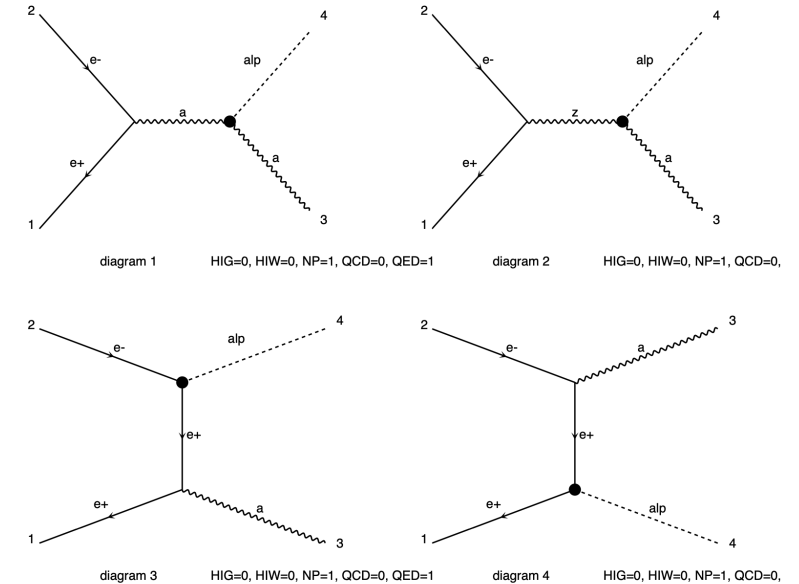 2
4
e-
alp
a
e+
a
1
3
diagram 1 HIG=0, HIW=0, NP=1, QCD=0, QED=1
2
4
e-
alp
z
e+
a
1
3
diagram 2 HIG=0, HIW=0, NP=1, QCD=0,
2
4
e-
alp
e+
e+
a
1
3
diagram 3 HIG=0, HIW=0, NP=1, QCD=0, QED=1
2
3
e-
a
e+
e+
alp
1
4
diagram 4 HIG=0, HIW=0, NP=1, QCD=0,